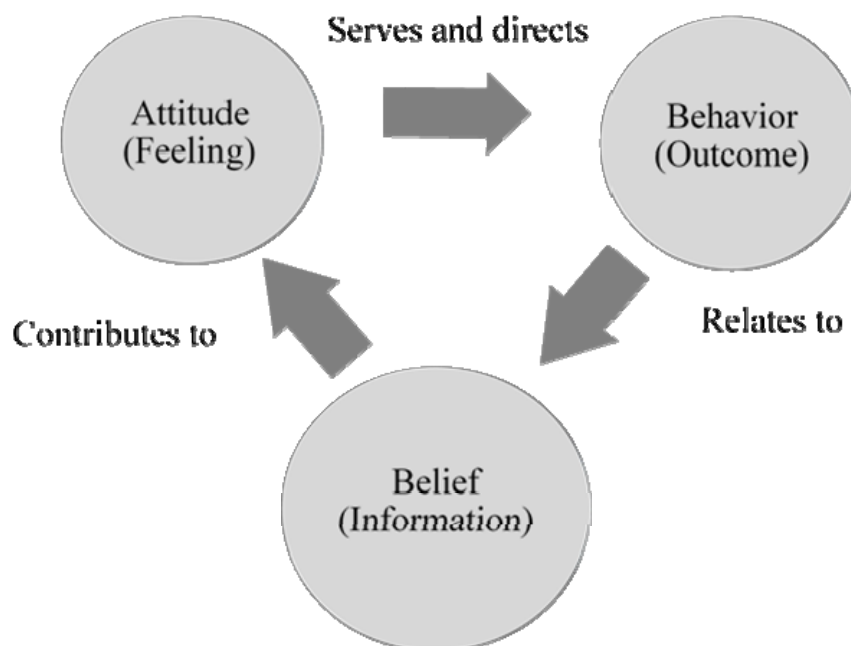 Serves and directs
Attitude
(Feeling)
Behavior
(Outcome)
Contributes to
Relates to
Belief
(Information)